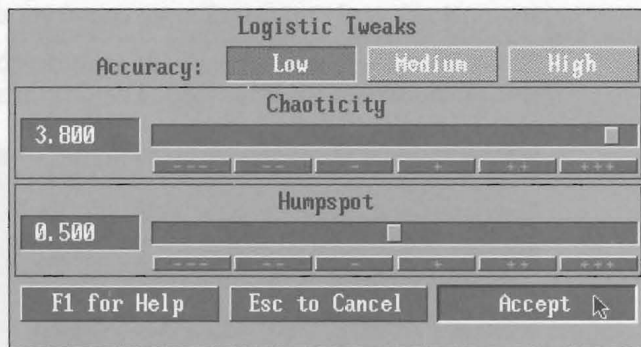 Logistic Tweaks
Accuracy: Low Medium High
Chaoticity
3.800
--- -- - + ++ +++
Humpspot
0.500
--- -- - + ++ +++
F1 for Help Esc to Cancel Accept